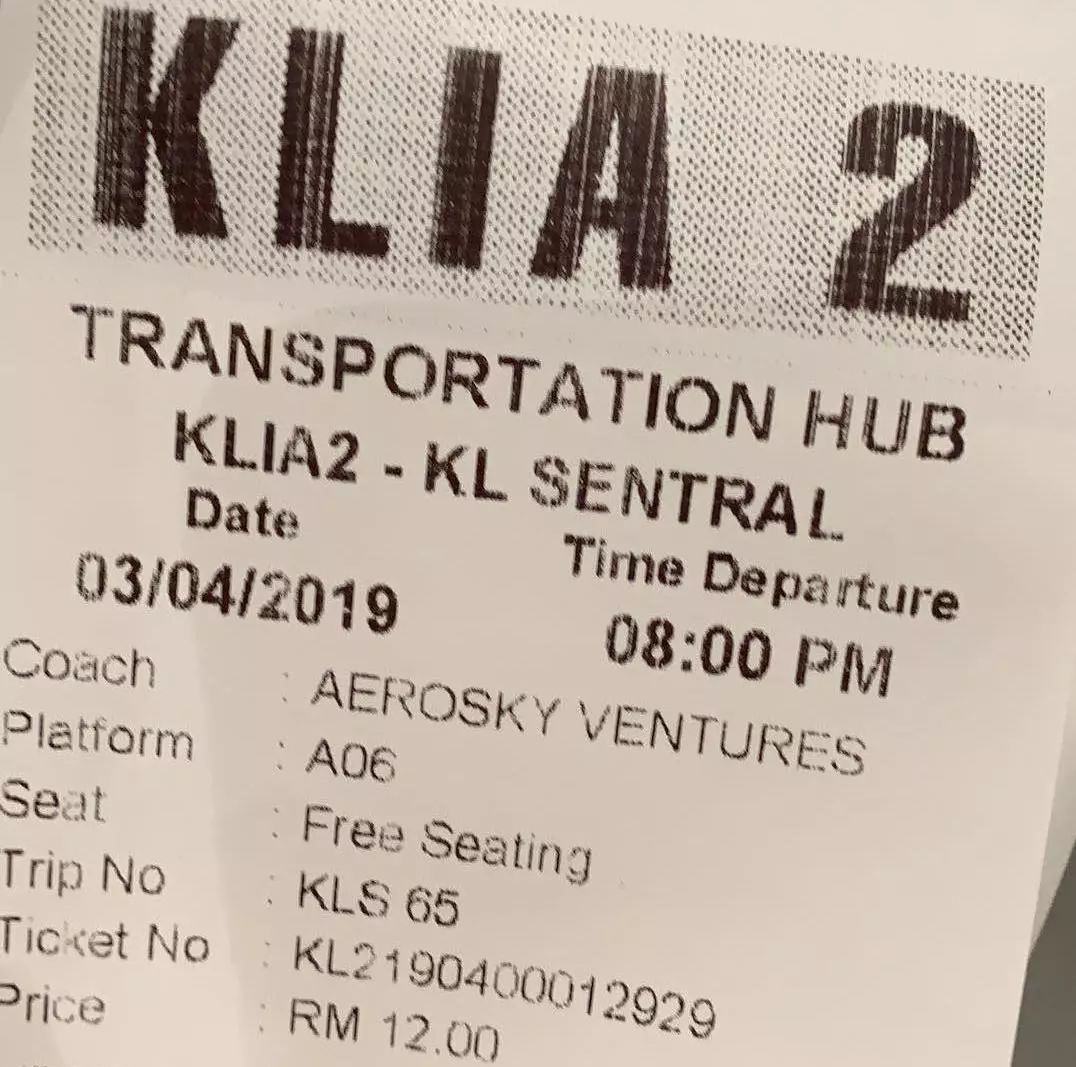 KLIA 2
TRANSPORTATION HUB
KLIA2 - KL SENTRAL
Date Time Departure
03/04/2019 08:00 PM
Coach : AEROSKY VENTURES
Platform : A06
Seat : Free Seating
Trip No : KLS 65
Ticket No : KL2190400012929
Price : RM 12.00